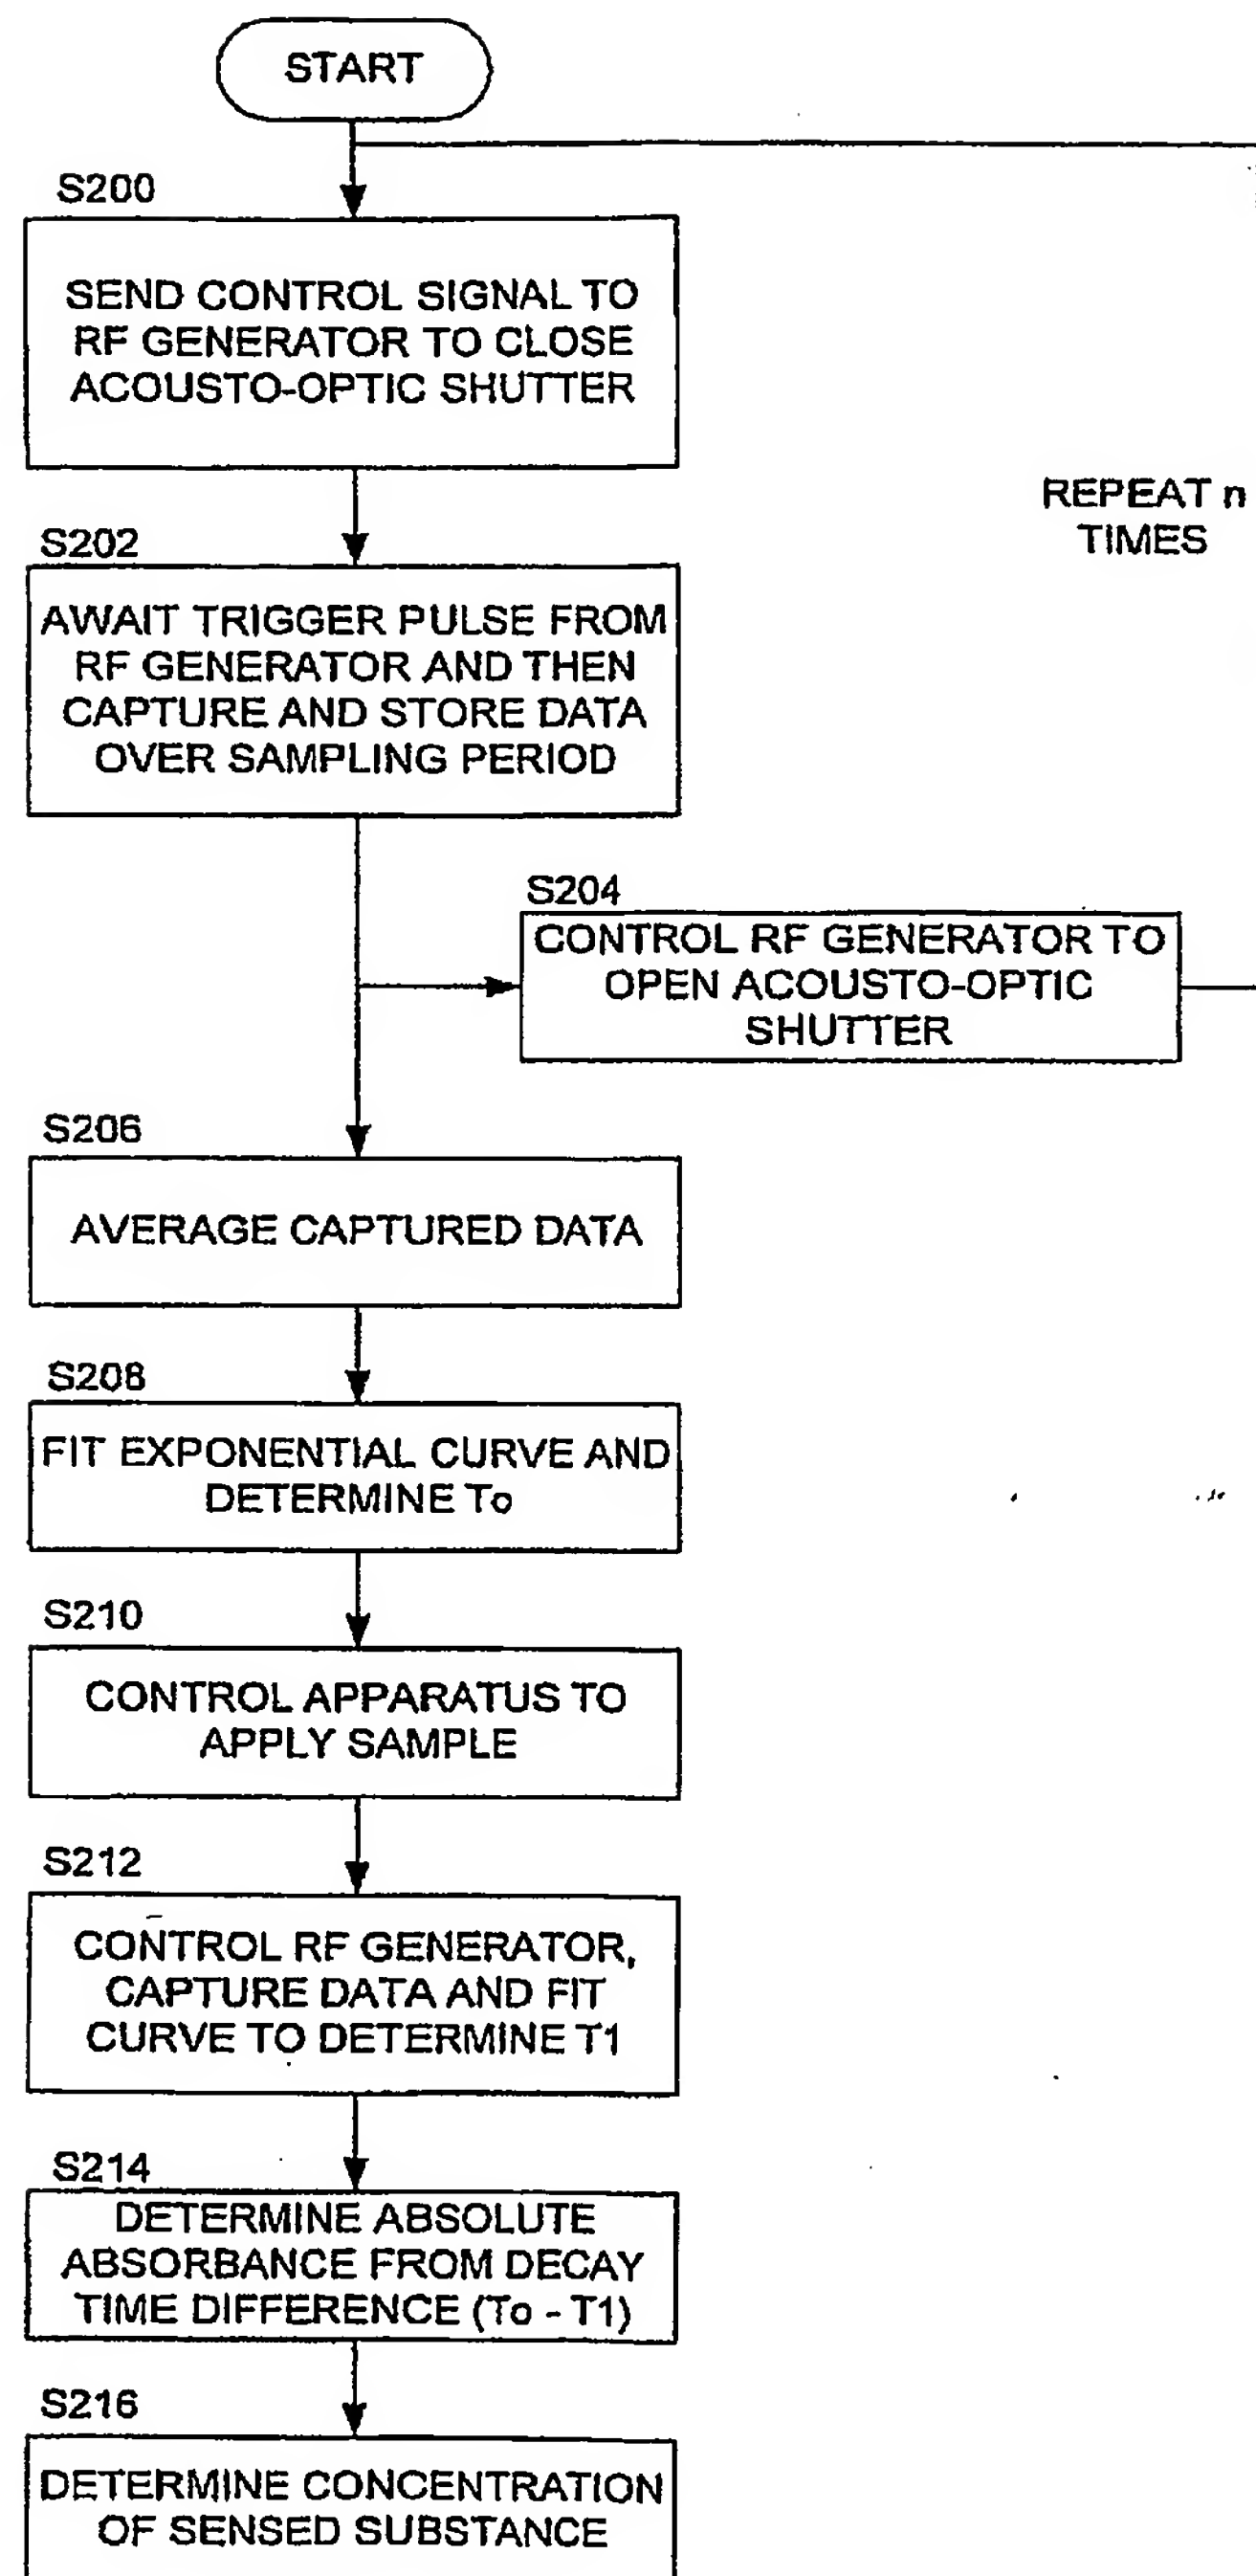 START
S200
SEND CONTROL SIGNAL TO
RF GENERATOR TO CLOSE
ACOUSTO-OPTIC SHUTTER
REPEAT n
TIMES
S202
AWAIT TRIGGER PULSE FROM
RF GENERATOR AND THEN
CAPTURE AND STORE DATA
OVER SAMPLING PERIOD
S204
CONTROL RF GENERATOR TO
OPEN ACOUSTO-OPTIC
SHUTTER
S206
AVERAGE CAPTURED DATA
S208
FIT EXPONENTIAL CURVE AND
DETERMINE To
S210
CONTROL APPARATUS TO
APPLY SAMPLE
S212
CONTROL RF GENERATOR,
CAPTURE DATA AND FIT
CURVE TO DETERMINE T1
S214
DETERMINE ABSOLUTE
ABSORBANCE FROM DECAY
TIME DIFFERENCE (To - T1)
S216
DETERMINE CONCENTRATION
OF SENSED SUBSTANCE